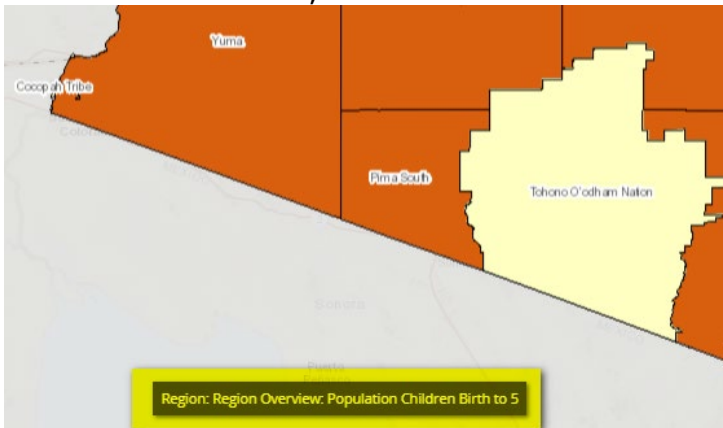 Yuma
Cocopah Tribe
Pima South
Tohono O'odham Nation
Sonora
Region: Region Overview: Population Children Birth to 5